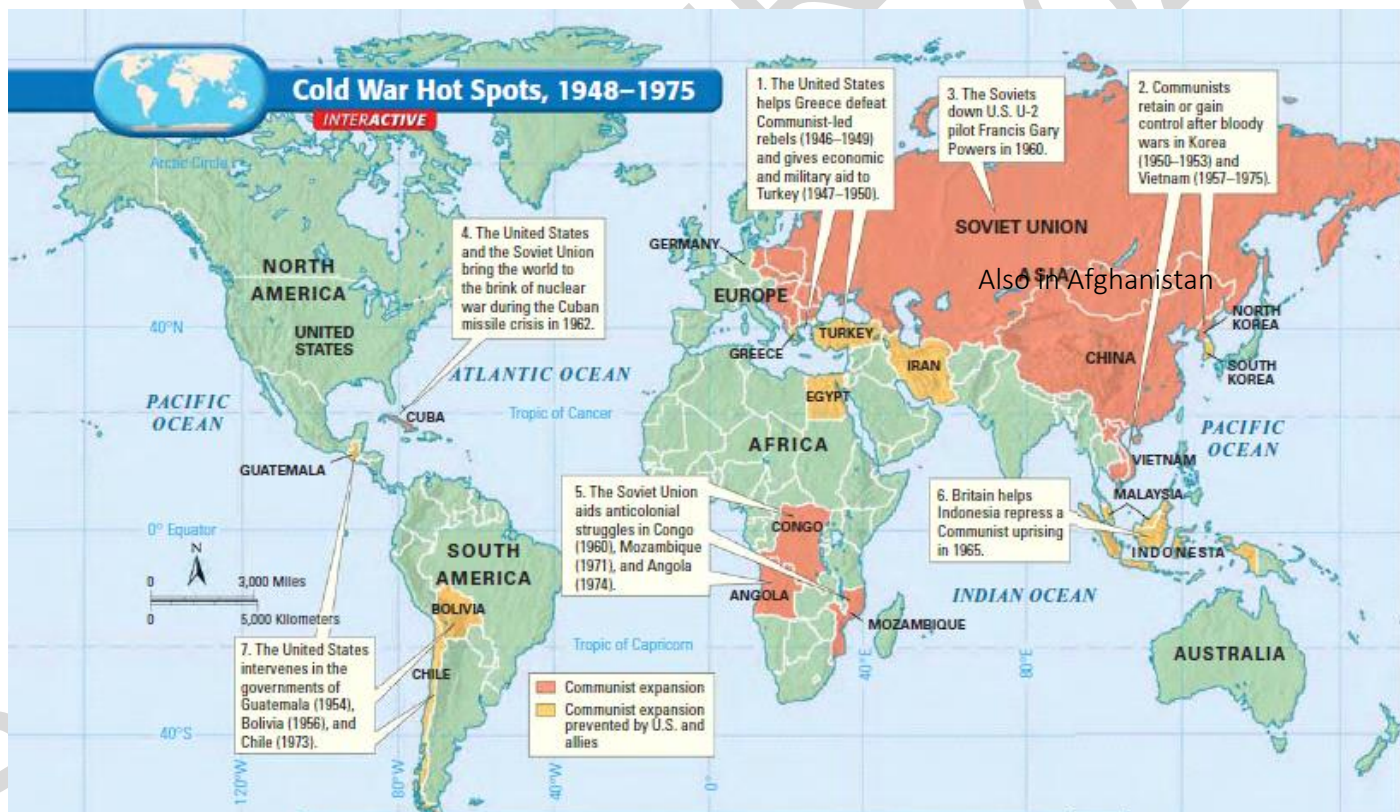 Cold War Hot Spots, 1948–1975
INTERACTIVE
1. The United States
helps Greece defeat
Communist-led
rebels (1946–1949)
and gives economic
and military aid to
Turkey (1947–1950).
3. The Soviets
down U.S. U-2
pilot Francis Gary
Powers in 1960.
2. Communists
retain or gain
control after bloody
wars in Korea
(1950–1953) and
Vietnam (1957–1975).
Arctic Circle
4. The United States
and the Soviet Union
bring the world to
the brink of nuclear
war during the Cuban
missile crisis in 1962.
NORTH
AMERICA
UNITED
STATES
40°N
GERMANY
EUROPE
SOVIET UNION
ASIA
Also in Afghanistan
NORTH
KOREA
SOUTH
KOREA
GREECE
TURKEY
IRAN
CHINA
ATLANTIC OCEAN
PACIFIC
OCEAN
CUBA
Tropic of Cancer
EGYPT
AFRICA
PACIFIC
OCEAN
GUATEMALA
VIETNAM
MALAYSIA
5. The Soviet Union
aids anticolonial
struggles in Congo
(1960), Mozambique
(1971), and Angola
(1974).
6. Britain helps
Indonesia repress a
Communist uprising
in 1965.
0° Equator
N
0
3,000 Miles
0
5,000 Kilometers
SOUTH
AMERICA
CONGO
INDONESIA
ANGOLA
INDIAN OCEAN
BOLIVIA
MOZAMBIQUE
7. The United States
intervenes in the
governments of
Guatemala (1954),
Bolivia (1956), and
Chile (1973).
CHILE
Tropic of Capricorn
AUSTRALIA
Communist expansion
Communist expansion
prevented by U.S. and
allies
40°S
120°W
80°W
40°W
0°
40°E
80°E